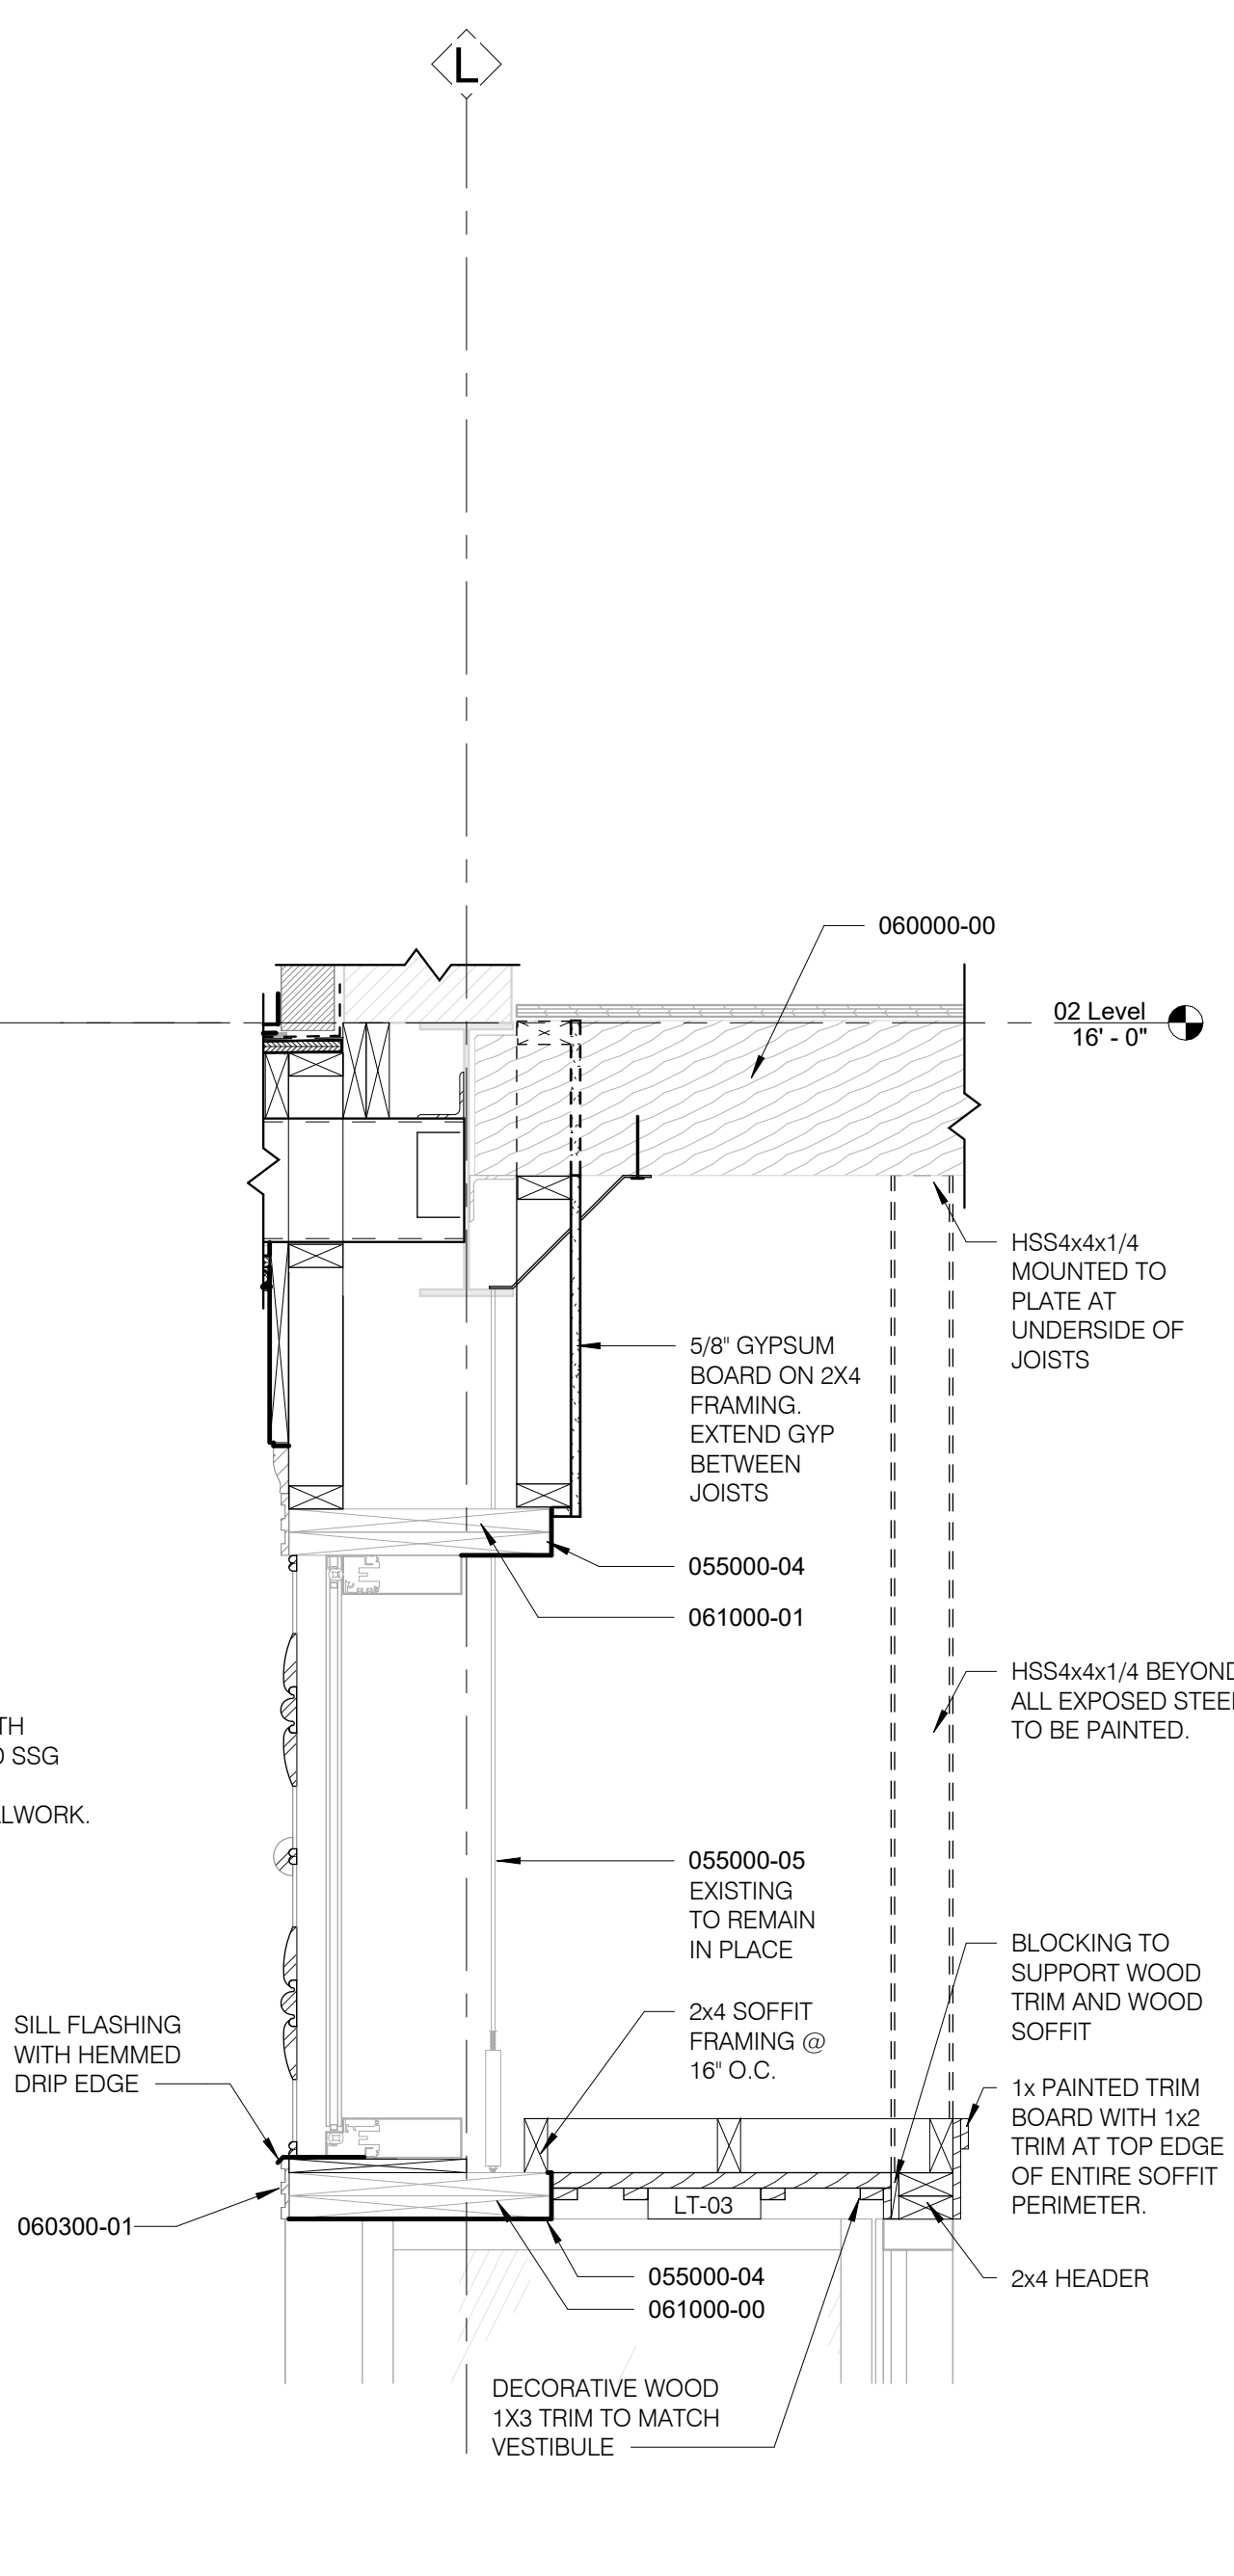 L
060000-00
02 Level
16' - 0"
HSS4x4x1/4
MOUNTED TO
PLATE AT
UNDERSIDE OF
JOISTS
5/8" GYPSUM
BOARD ON 2X4
FRAMING.
EXTEND GYP
BETWEEN
JOISTS
055000-04
061000-01
HSS4x4x1/4 BEYOND
ALL EXPOSED STEEL
TO BE PAINTED.
TH
SSG
LWORK.
055000-05
EXISTING
TO REMAIN
IN PLACE
BLOCKING TO
SUPPORT WOOD
TRIM AND WOOD
SOFFIT
2x4 SOFFIT
FRAMING @
16" O.C.
SILL FLASHING
WITH HEMMED
DRIP EDGE
1x PAINTED TRIM
BOARD WITH 1x2
TRIM AT TOP EDGE
OF ENTIRE SOFFIT
PERIMETER.
LT-03
060300-01
055000-04
061000-00
2x4 HEADER
DECORATIVE WOOD
1X3 TRIM TO MATCH
VESTIBULE